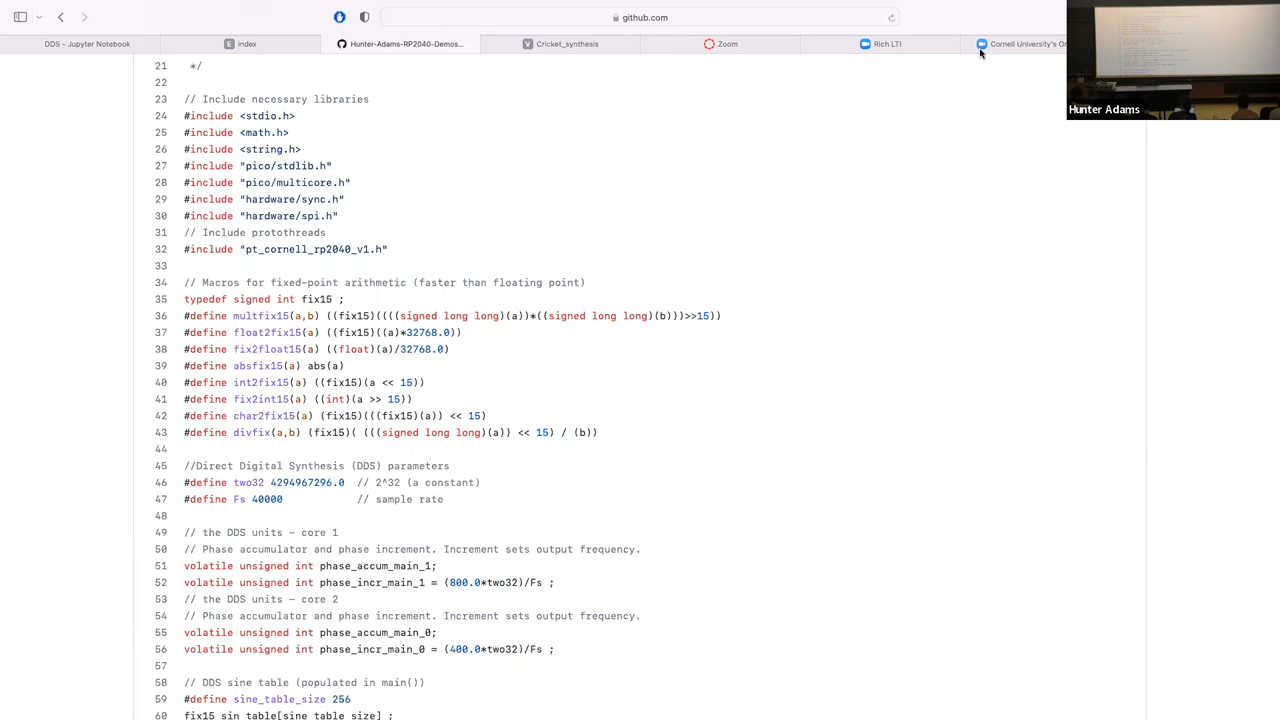 github.com
DDS - Jupyter Notebook
E index
Hunter-Adams-RP2040-Demos...
V Cricket_synthesis
Zoom
Rich LTI
Cornell University's On
Hunter Adams
21 */
22
23 // Include necessary libraries
24 #include <stdio.h>
25 #include <math.h>
26 #include <string.h>
27 #include "pico/stdlib.h"
28 #include "pico/multicore.h"
29 #include "hardware/sync.h"
30 #include "hardware/spi.h"
31 // Include protothreads
32 #include "pt_cornell_rp2040_v1.h"
33
34 // Macros for fixed-point arithmetic (faster than floating point)
35 typedef signed int fix15 ;
36 #define multfix15(a,b) ((fix15)((((signed long long)(a))*((signed long long)(b)))>>15))
37 #define float2fix15(a) ((fix15)((a)*32768.0))
38 #define fix2float15(a) ((float)(a)/32768.0)
39 #define absfix15(a) abs(a)
40 #define int2fix15(a) ((fix15)(a << 15))
41 #define fix2int15(a) ((int)(a >> 15))
42 #define char2fix15(a) (fix15)(((fix15)(a)) << 15)
43 #define divfix(a,b) (fix15)( (((signed long long)(a)) << 15) / (b))
44
45 //Direct Digital Synthesis (DDS) parameters
46 #define two32 4294967296.0 // 2^32 (a constant)
47 #define Fs 40000 // sample rate
48
49 // the DDS units - core 1
50 // Phase accumulator and phase increment. Increment sets output frequency.
51 volatile unsigned int phase_accum_main_1;
52 volatile unsigned int phase_incr_main_1 = (800.0*two32)/Fs ;
53 // the DDS units - core 2
54 // Phase accumulator and phase increment. Increment sets output frequency.
55 volatile unsigned int phase_accum_main_0;
56 volatile unsigned int phase_incr_main_0 = (400.0*two32)/Fs ;
57
58 // DDS sine table (populated in main())
59 #define sine_table_size 256
60 fix15 sin_table[sine_table_size] ;